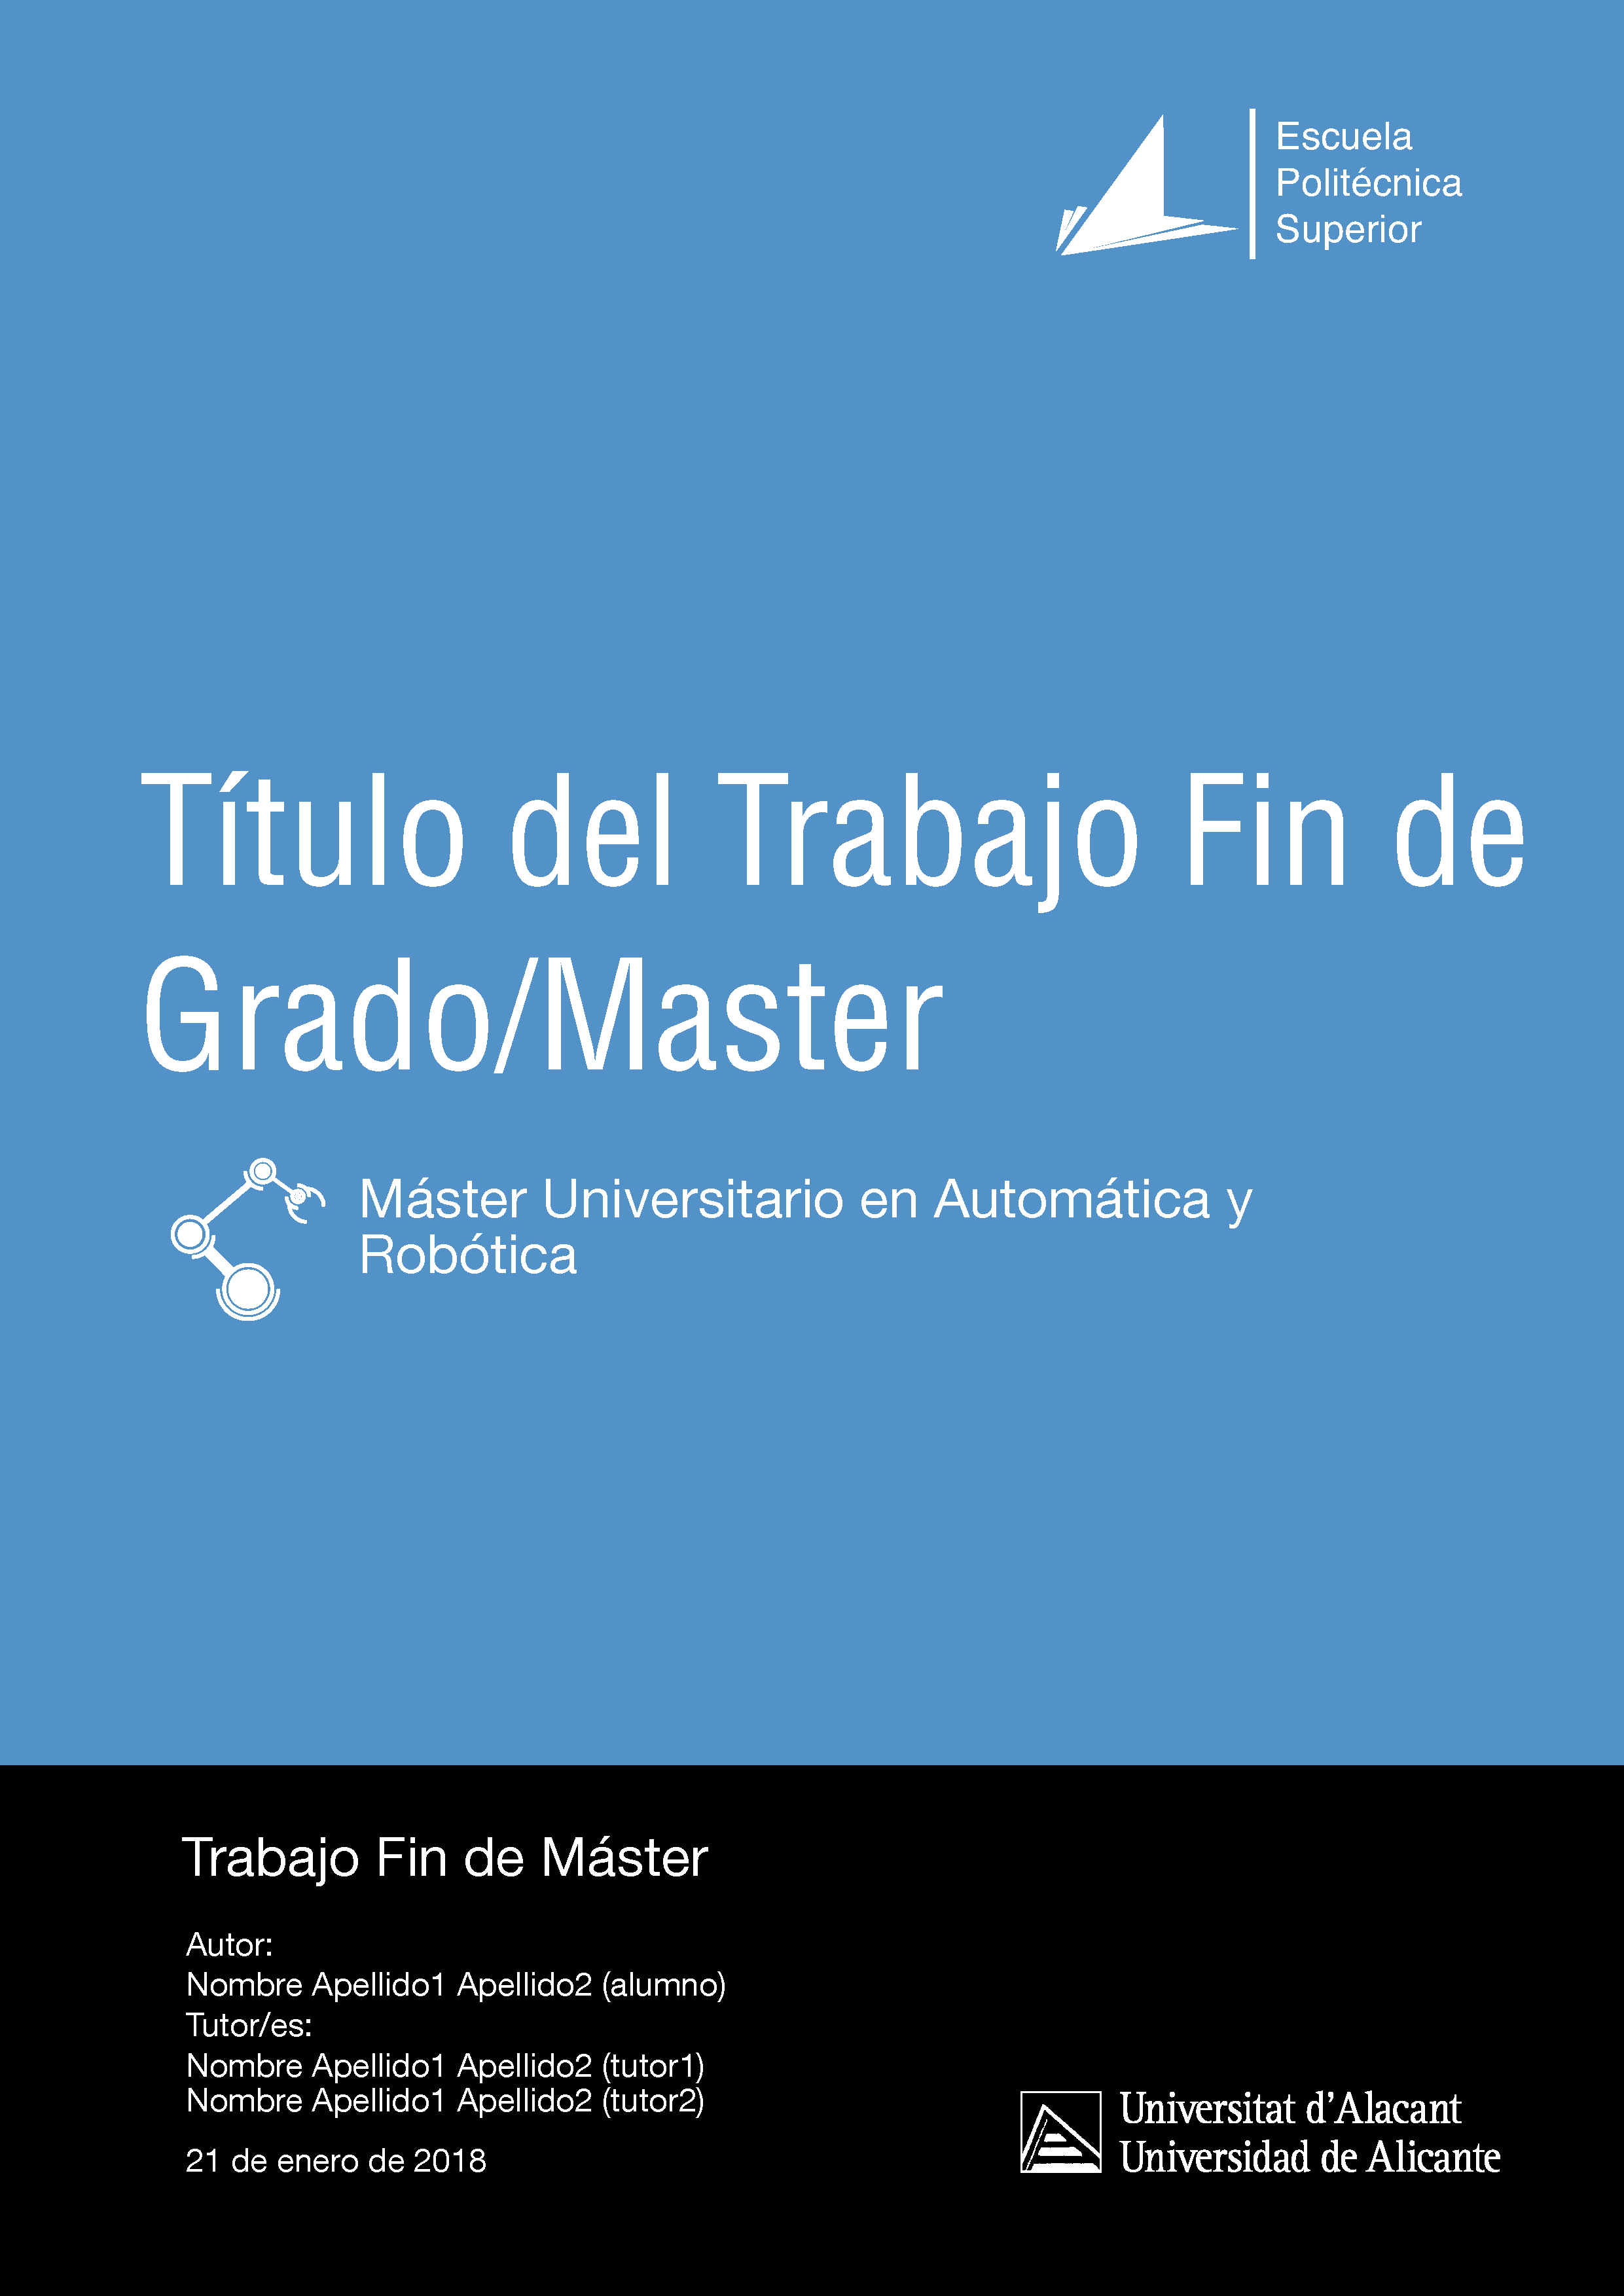 Escuela
Politécnica
Superior
Título del Trabajo Fin de
Grado/Master
Máster Universitario en Automática y
Robótica
Trabajo Fin de Máster
Autor:
Nombre Apellido1 Apellido2 (alumno)
Tutor/es:
Nombre Apellido1 Apellido2 (tutor1)
Nombre Apellido1 Apellido2 (tutor2)
21 de enero de 2018
Universitat d’Alacant
Universidad de Alicante